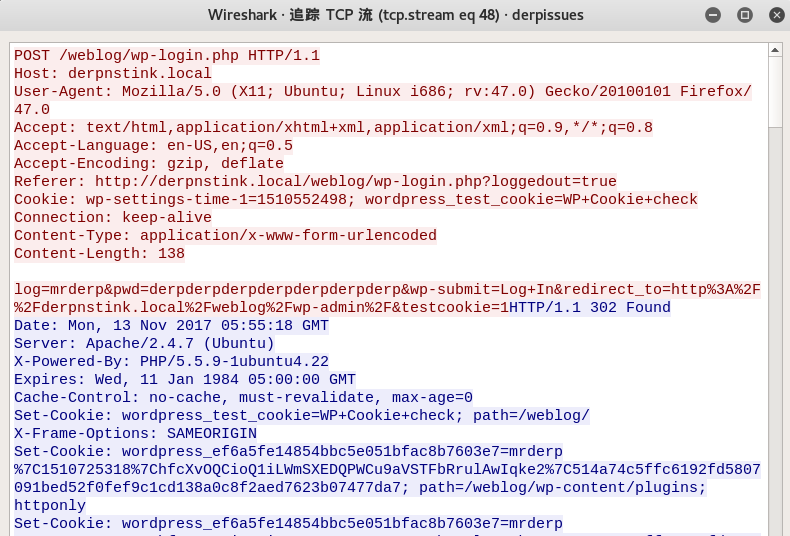 Wireshark · 追踪 TCP 流 (tcp.stream eq 48) · derpissues
POST /weblog/wp-login.php HTTP/1.1
Host: derpnstink.local
User-Agent: Mozilla/5.0 (X11; Ubuntu; Linux i686; rv:47.0) Gecko/20100101 Firefox/
47.0
Accept: text/html,application/xhtml+xml,application/xml;q=0.9,*/*;q=0.8
Accept-Language: en-US,en;q=0.5
Accept-Encoding: gzip, deflate
Referer: http://derpnstink.local/weblog/wp-login.php?loggedout=true
Cookie: wp-settings-time-1=1510552498; wordpress_test_cookie=WP+Cookie+check
Connection: keep-alive
Content-Type: application/x-www-form-urlencoded
Content-Length: 138
log=mrderp&pwd=derpderpderpderpderpderpderp&wp-submit=Log+In&redirect_to=http%3A%2F
%2Fderpnstink.local%2Fweblog%2Fwp-admin%2F&testcookie=1HTTP/1.1 302 Found
Date: Mon, 13 Nov 2017 05:55:18 GMT
Server: Apache/2.4.7 (Ubuntu)
X-Powered-By: PHP/5.5.9-1ubuntu4.22
Expires: Wed, 11 Jan 1984 05:00:00 GMT
Cache-Control: no-cache, must-revalidate, max-age=0
Set-Cookie: wordpress_test_cookie=WP+Cookie+check; path=/weblog/
X-Frame-Options: SAMEORIGIN
Set-Cookie: wordpress_ef6a5fe14854bbc5e051bfac8b7603e7=mrderp
%7C1510725318%7ChfcXvOQCioQ1iLWmSXEDQPWCu9aVSTFbRrulAwIqke2%7C514a74c5ffc6192fd5807
091bed52f0fef9c1cd138a0c8f2aed7623b07477da7; path=/weblog/wp-content/plugins;
httponly
Set-Cookie: wordpress_ef6a5fe14854bbc5e051bfac8b7603e7=mrderp